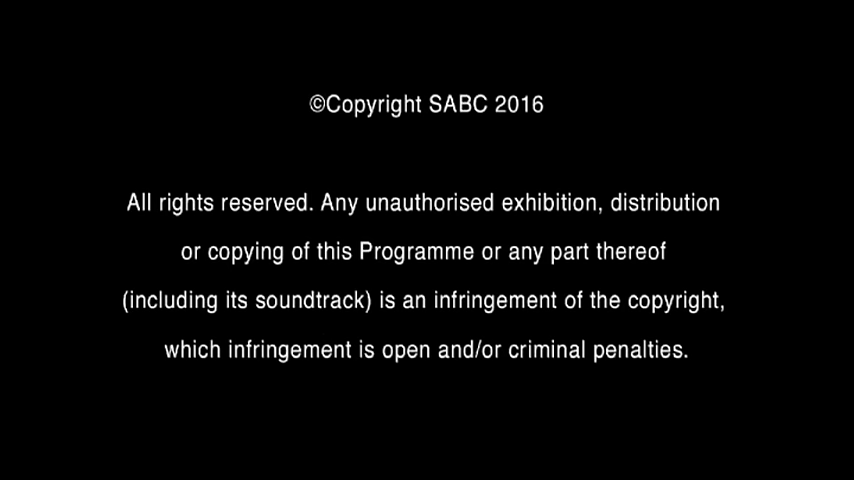 ©Copyright SABC 2016
All rights reserved. Any unauthorised exhibition, distribution
or copying of this Programme or any part thereof
(including its soundtrack) is an infringement of the copyright,
which infringement is open and/or criminal penalties.